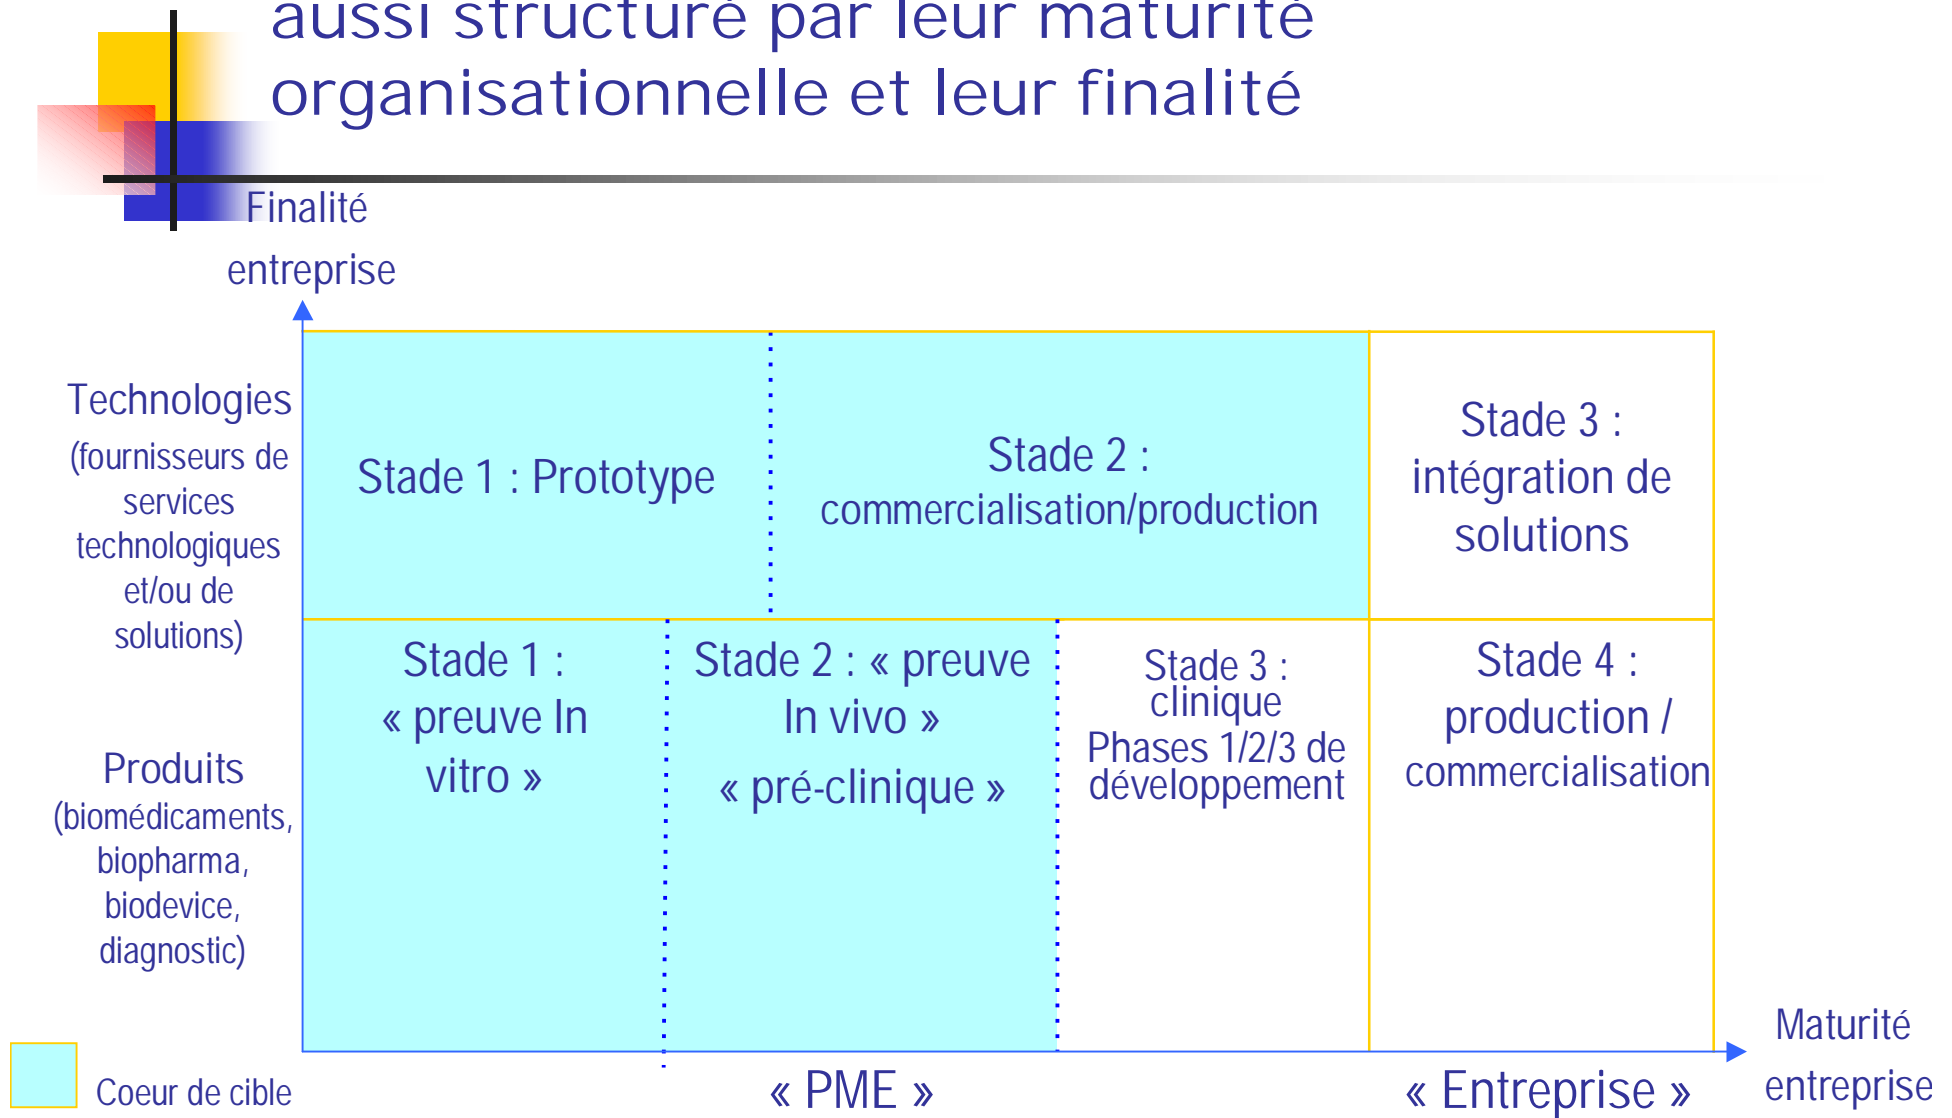 aussi structuré par leur maturité
organisationnelle et leur finalité
Finalité
entreprise
Technologies
(fournisseurs de
services
technologiques
et/ou de
solutions)
Stade 1 : Prototype
Stade 2 :
commercialisation/production
Stade 3 :
intégration de
solutions
Produits
(biomédicaments,
biopharma,
biodevice,
diagnostic)
Stade 1 :
« preuve In
vitro »
Stade 2 : « preuve
In vivo »
« pré-clinique »
Stade 3 :
clinique
Phases 1/2/3 de
développement
Stade 4 :
production /
commercialisation
Maturité
entreprise
Coeur de cible
« PME »
« Entreprise »